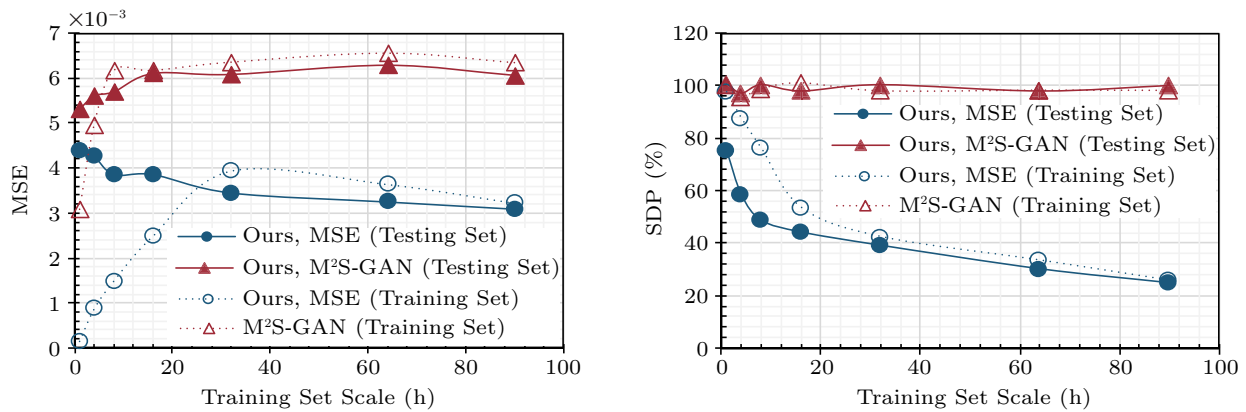 ×10⁻³
7
6
5
4
3
2
1
0
MSE
0 20 40 60 80 100
Training Set Scale (h)
Ours, MSE (Testing Set)
Ours, M²S-GAN (Testing Set)
Ours, MSE (Training Set)
M²S-GAN (Training Set)
120
100
80
60
40
20
0
SDP (%)
0 20 40 60 80 100
Training Set Scale (h)
Ours, MSE (Testing Set)
Ours, M²S-GAN (Testing Set)
Ours, MSE (Training Set)
M²S-GAN (Training Set)